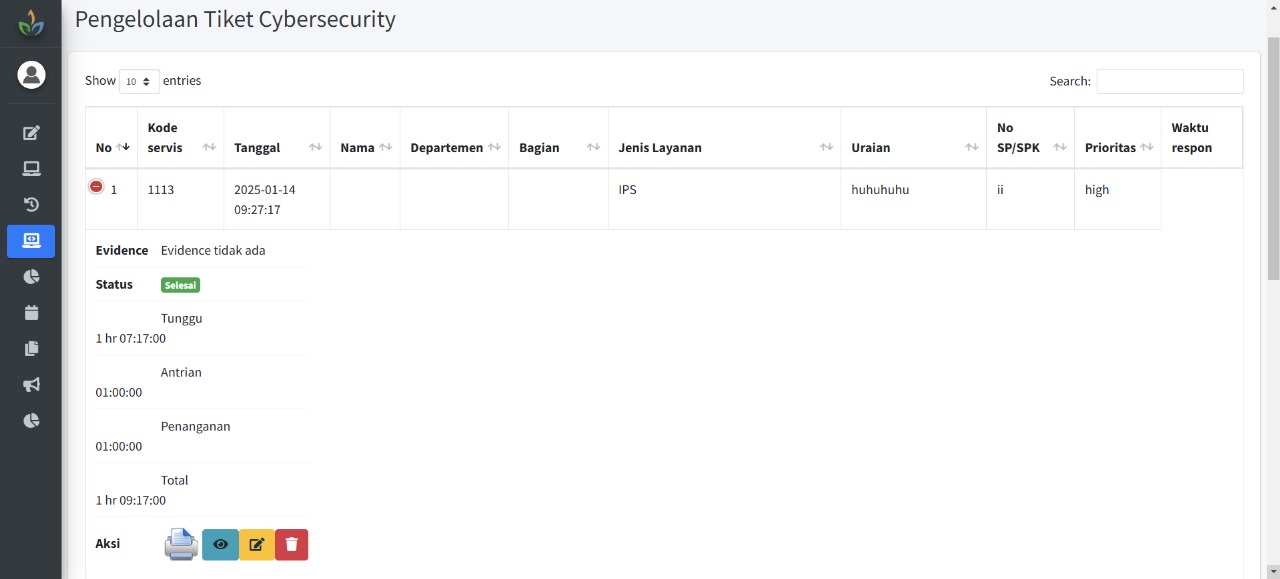 Pengelolaan Tiket Cybersecurity
Show 10 entries
Search:
No
Kode servis
Tanggal
Nama
Departemen
Bagian
Jenis Layanan
Uraian
No SP/SPK
Prioritas
Waktu respon
1
1113
2025-01-14 09:27:17
IPS
huhuhuhu
ii
high
Evidence Evidence tidak ada
Status Selesai
Tunggu
1 hr 07:17:00
Antrian
01:00:00
Penanganan
01:00:00
Total
1 hr 09:17:00
Aksi